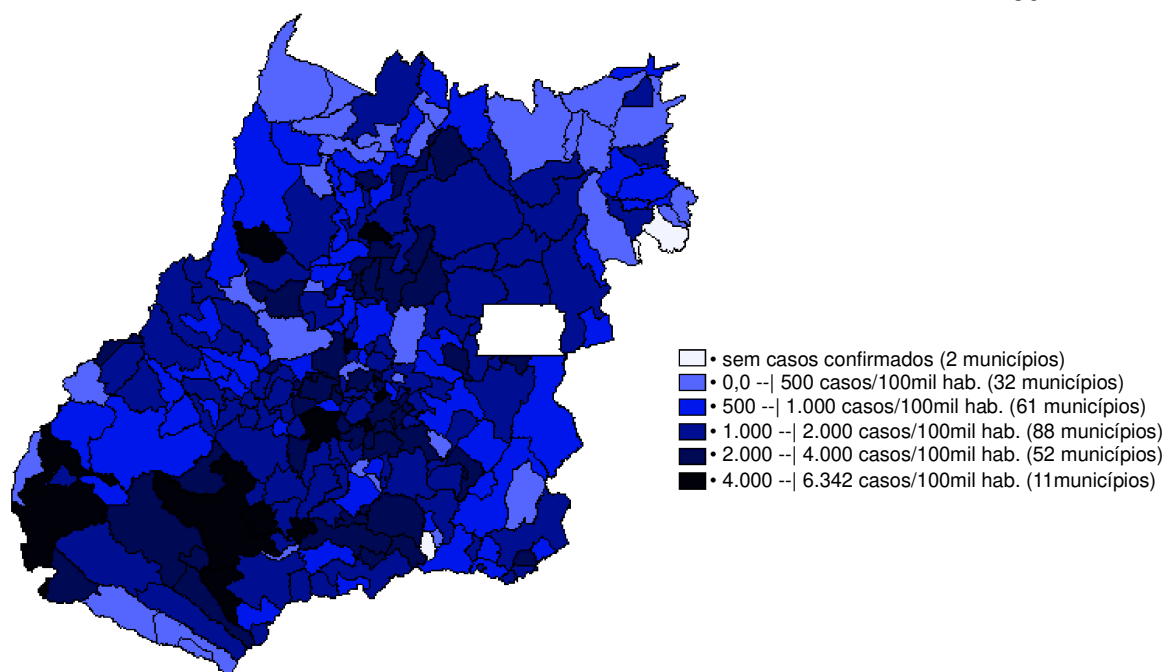 • sem casos confirmados (2 municípios)
• 0,0 --| 500 casos/100mil hab. (32 municípios)
• 500 --| 1.000 casos/100mil hab. (61 municípios)
• 1.000 --| 2.000 casos/100mil hab. (88 municípios)
• 2.000 --| 4.000 casos/100mil hab. (52 municípios)
• 4.000 --| 6.342 casos/100mil hab. (11municípios)